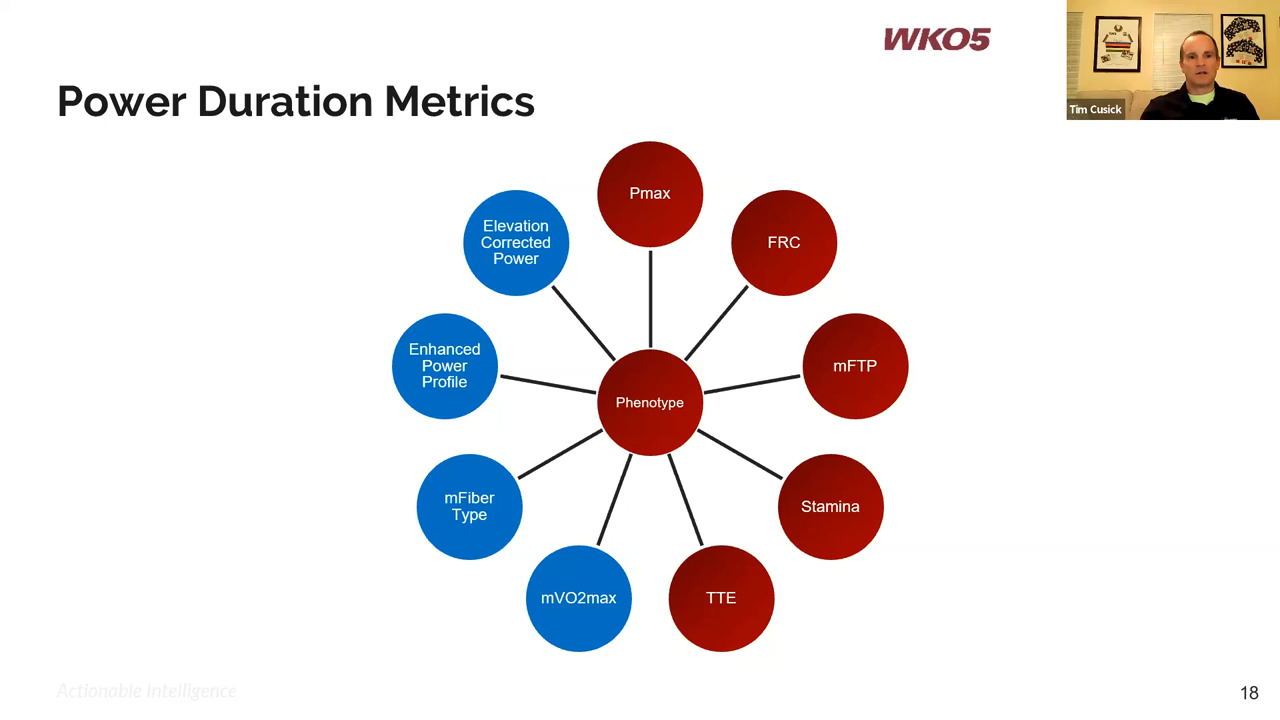 WKO5
Tim Cusick
Power Duration Metrics
Pmax
FRC
mFTP
Stamina
TTE
mVO2max
mFiber
Type
Enhanced
Power
Profile
Elevation
Corrected
Power
Phenotype
Actionable Intelligence
18